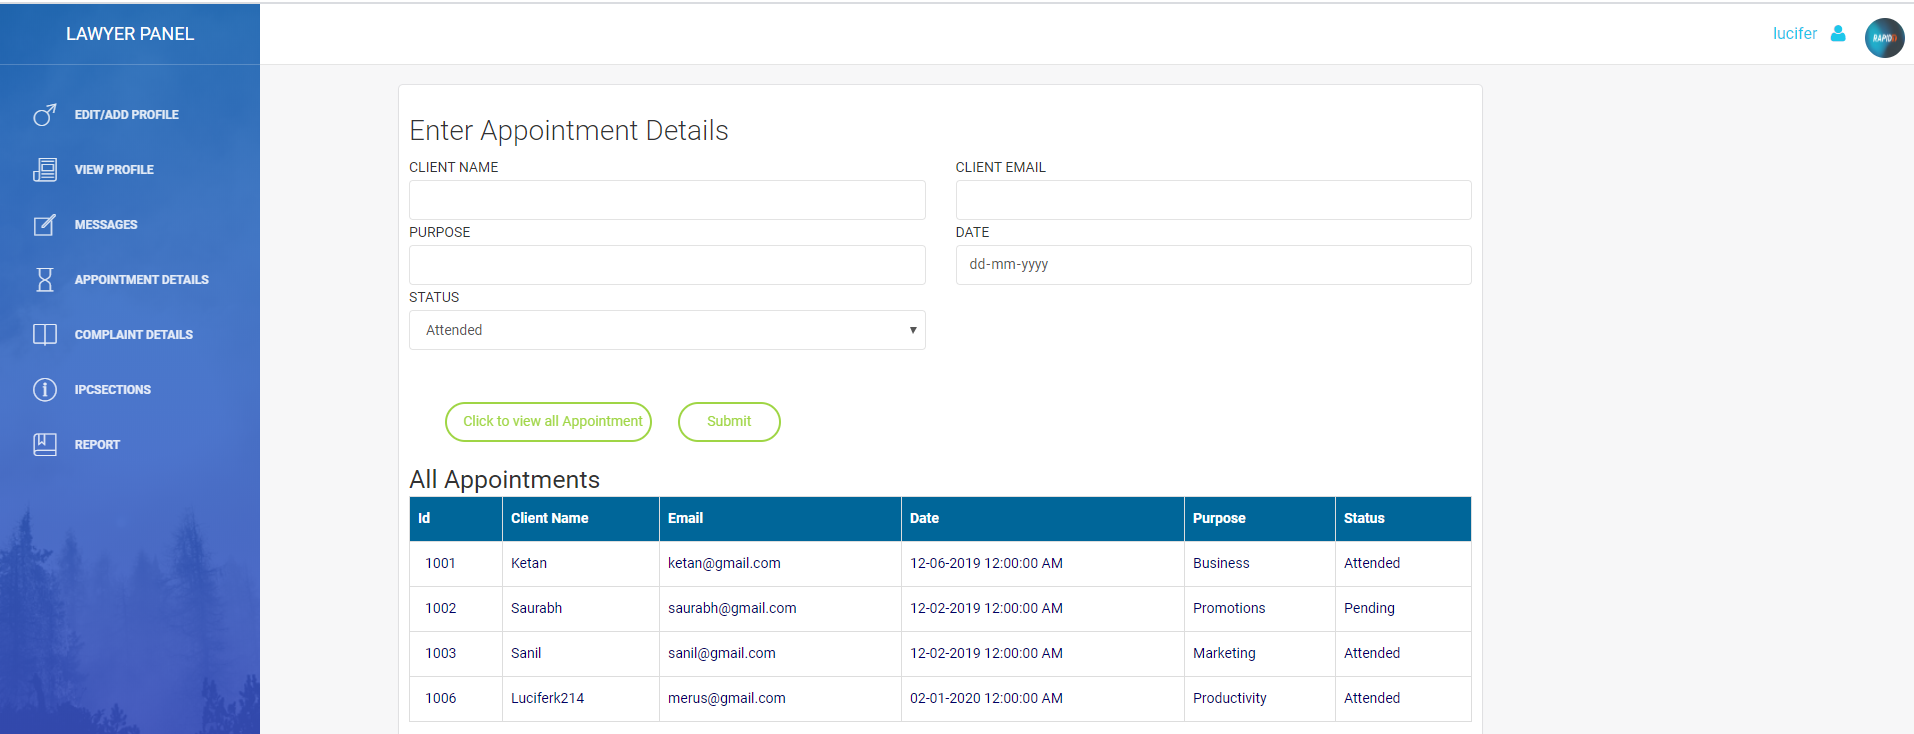 LAWYER PANEL
lucifer
RAPID
EDIT/ADD PROFILE
VIEW PROFILE
MESSAGES
APPOINTMENT DETAILS
COMPLAINT DETAILS
IPCSECTIONS
REPORT
Enter Appointment Details
CLIENT NAME CLIENT EMAIL
PURPOSE DATE
dd-mm-yyyy
STATUS
Attended
Click to view all Appointment Submit
All Appointments
Id Client Name Email Date Purpose Status
1001 Ketan ketan@gmail.com 12-06-2019 12:00:00 AM Business Attended
1002 Saurabh saurabh@gmail.com 12-02-2019 12:00:00 AM Promotions Pending
1003 Sanil sanil@gmail.com 12-02-2019 12:00:00 AM Marketing Attended
1006 Luciferk214 merus@gmail.com 02-01-2020 12:00:00 AM Productivity Attended